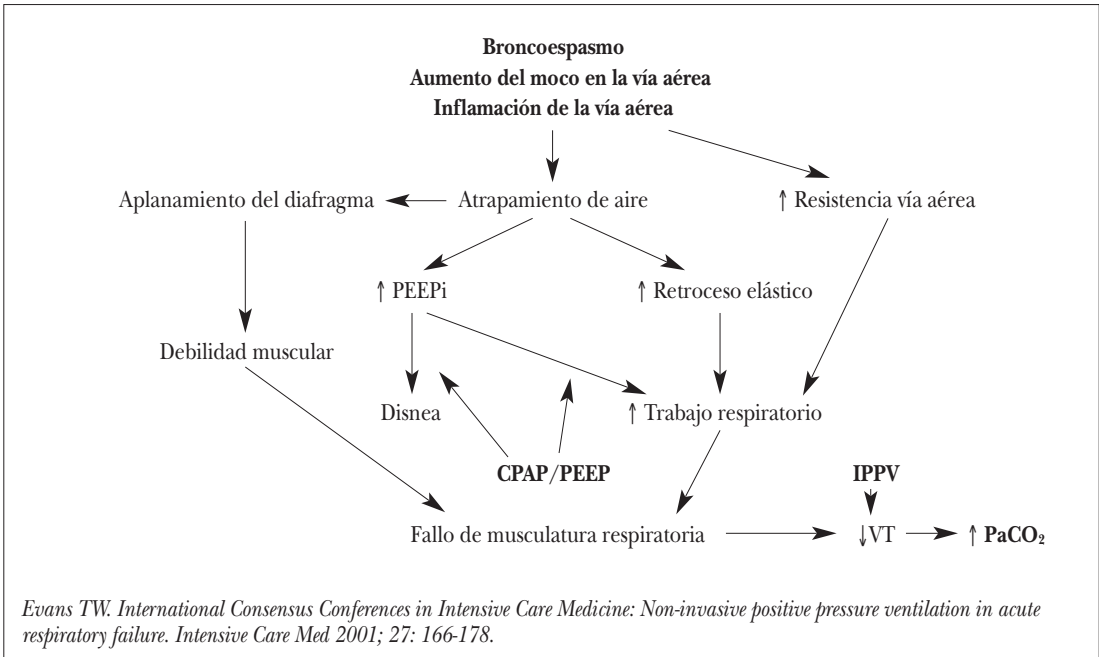 Broncoespasmo
Aumento del moco en la vía aérea
Inflamación de la vía aérea
Aplanamiento del diafragma
Atrapamiento de aire
↑ Resistencia vía aérea
↑ PEEPi
↑ Retroceso elástico
Debilidad muscular
Disnea
↑ Trabajo respiratorio
CPAP/PEEP
IPPV
Fallo de musculatura respiratoria
↓VT
↑ PaCO₂
Evans TW. International Consensus Conferences in Intensive Care Medicine: Non-invasive positive pressure ventilation in acute
respiratory failure. Intensive Care Med 2001; 27: 166-178.